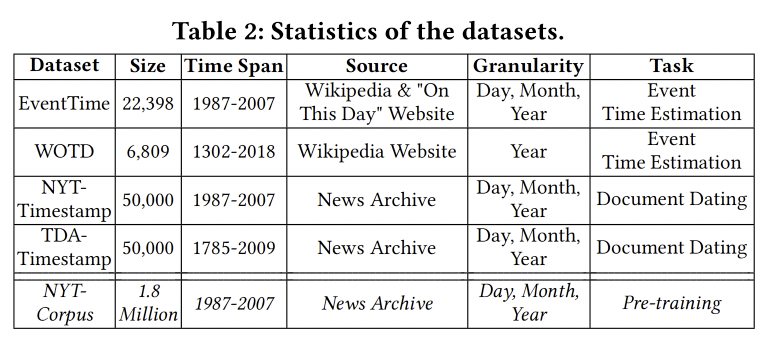 Table 2: Statistics of the datasets.
Dataset Size Time Span Source Granularity Task
EventTime 22,398 1987-2007 Wikipedia & "On This Day" Website Day, Month, Year Event Time Estimation
WOTD 6,809 1302-2018 Wikipedia Website Year Event Time Estimation
NYT-Timestamp 50,000 1987-2007 News Archive Day, Month, Year Document Dating
TDA-Timestamp 50,000 1785-2009 News Archive Day, Month, Year Document Dating
NYT-Corpus 1.8 Million 1987-2007 News Archive Day, Month, Year Pre-training